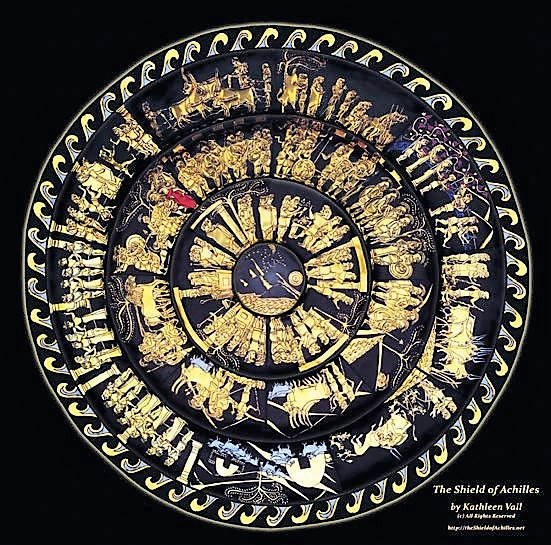 The Shield of Achilles
by Kathleen Vail
(c) All Rights Reserved
http://theShieldofAchilles.net